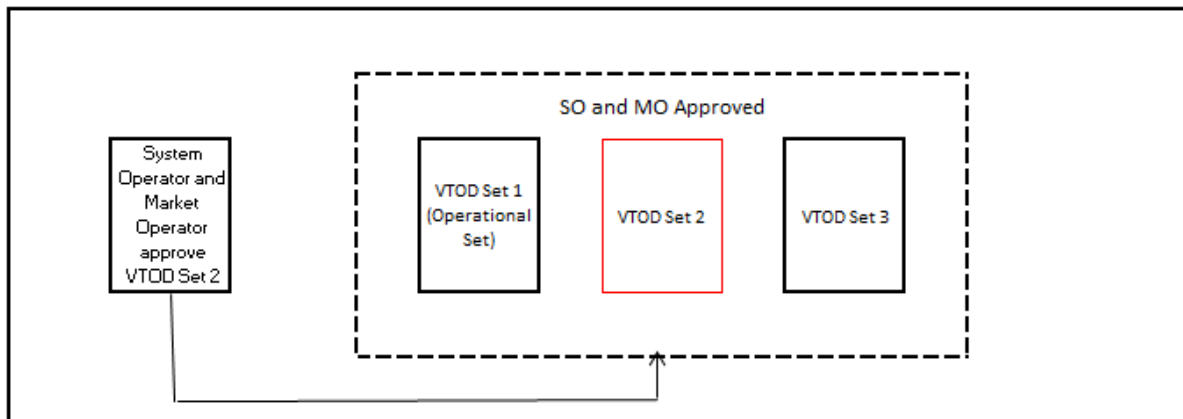 SO and MO Approved
System
Operator and
Market
Operator
approve
VTOD Set 2
VTOD Set 1
(Operational
Set)
VTOD Set 2
VTOD Set 3